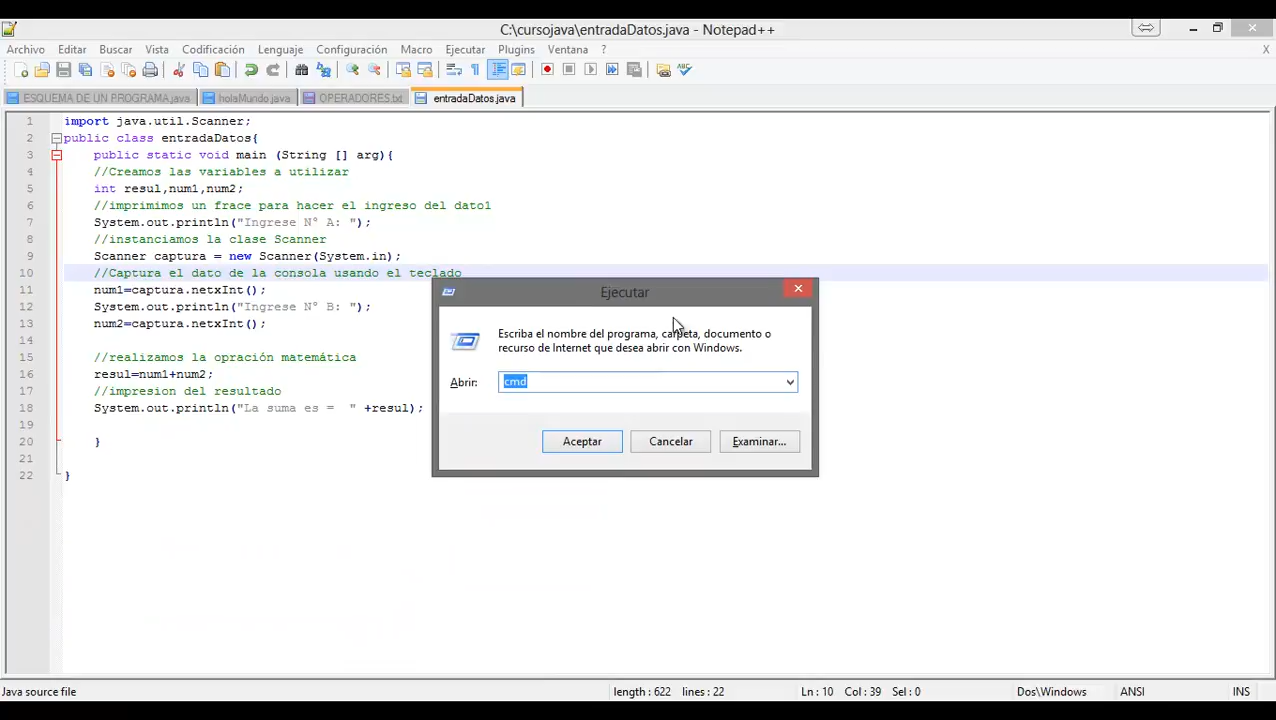 C:\cursojava\entradaDatos.java - Notepad++
Archivo Editar Buscar Vista Codificación Lenguaje Configuración Macro Ejecutar Plugins Ventana ? X
ESQUEMA DE UN PROGRAMA.java holaMundo.java OPERADORES.txt entradaDatos.java
1 import java.util.Scanner;
2 public class entradaDatos{
3 public static void main (String [] arg){
4 //Creamos las variables a utilizar
5 int resul,num1,num2;
6 //imprimimos un frace para hacer el ingreso del dato1
7 System.out.println("Ingrese N° A: ");
8 //instanciamos la clase Scanner
9 Scanner captura = new Scanner(System.in);
10 //Captura el dato de la consola usando el teclado
11 num1=captura.netxInt();
12 System.out.println("Ingrese N° B: ");
13 num2=captura.netxInt();
14
15 //realizamos la opración matemática
16 resul=num1+num2;
17 //impresion del resultado
18 System.out.println("La suma es =  " +resul);
19
20 }
21
22 }
Ejecutar
Escriba el nombre del programa, carpeta, documento o
recurso de Internet que desea abrir con Windows.
Abrir: cmd
Aceptar Cancelar Examinar...
Java source file length : 622 lines : 22 Ln : 10 Col : 39 Sel : 0 Dos\Windows ANSI INS